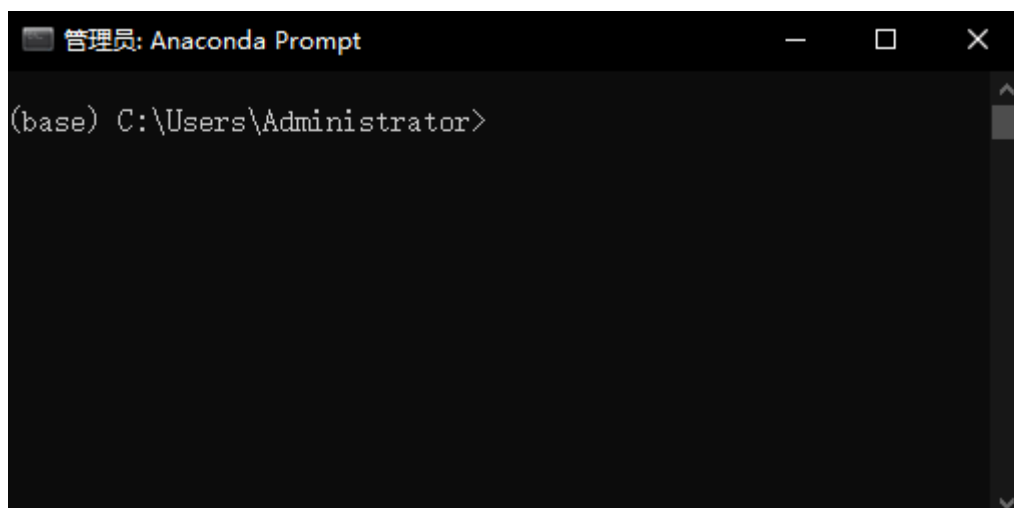 管理员: Anaconda Prompt
(base) C:\Users\Administrator>